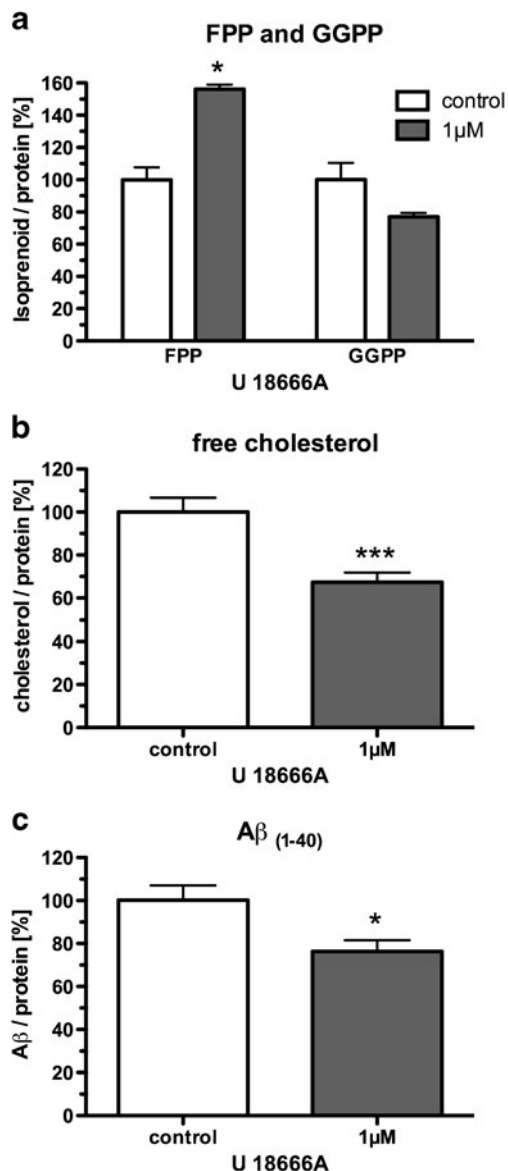 a
FPP and GGPP
Isoprenoid / protein [%]
160
140
120
100
80
60
40
20
0
*
control
1µM
FPP
GGPP
U 18666A
b
free cholesterol
cholesterol / protein [%]
120
100
80
60
40
20
0
***
control
1µM
U 18666A
c
Aβ (1-40)
Aβ / protein [%]
120
100
80
60
40
20
0
*
control
1µM
U 18666A